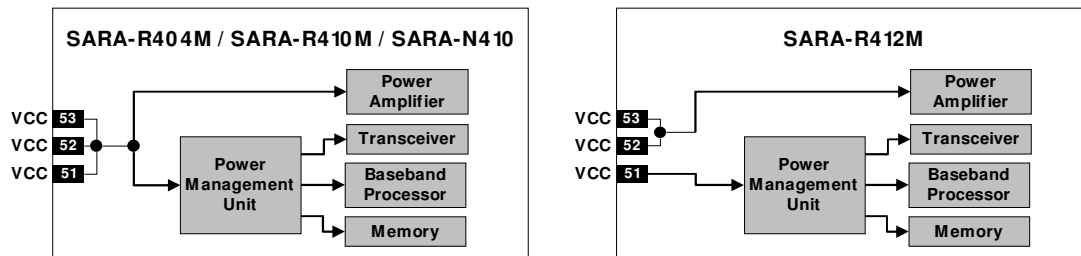 SARA-R404M / SARA-R410M / SARA-N410
Power
Amplifier
VCC 53
VCC 52
VCC 51
Power
Management
Unit
Transceiver
Baseband
Processor
Memory
SARA-R412M
Power
Amplifier
VCC 53
VCC 52
VCC 51
Power
Management
Unit
Transceiver
Baseband
Processor
Memory